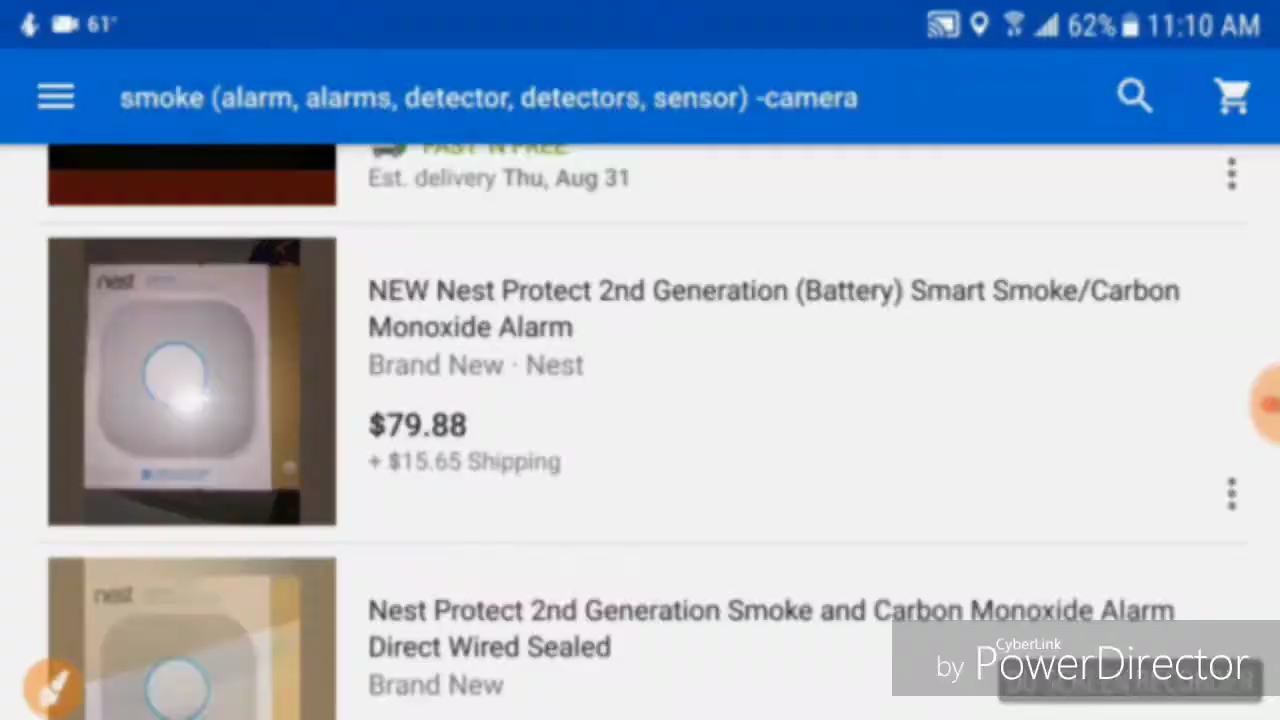 61°
62% 11:10 AM
smoke (alarm, alarms, detector, detectors, sensor) -camera
FAST 'N FREE
Est. delivery Thu, Aug 31
nest
NEW Nest Protect 2nd Generation (Battery) Smart Smoke/Carbon
Monoxide Alarm
Brand New · Nest
$79.88
+ $15.65 Shipping
nest
Nest Protect 2nd Generation Smoke and Carbon Monoxide Alarm
Direct Wired Sealed
Brand New
CyberLink
by PowerDirector